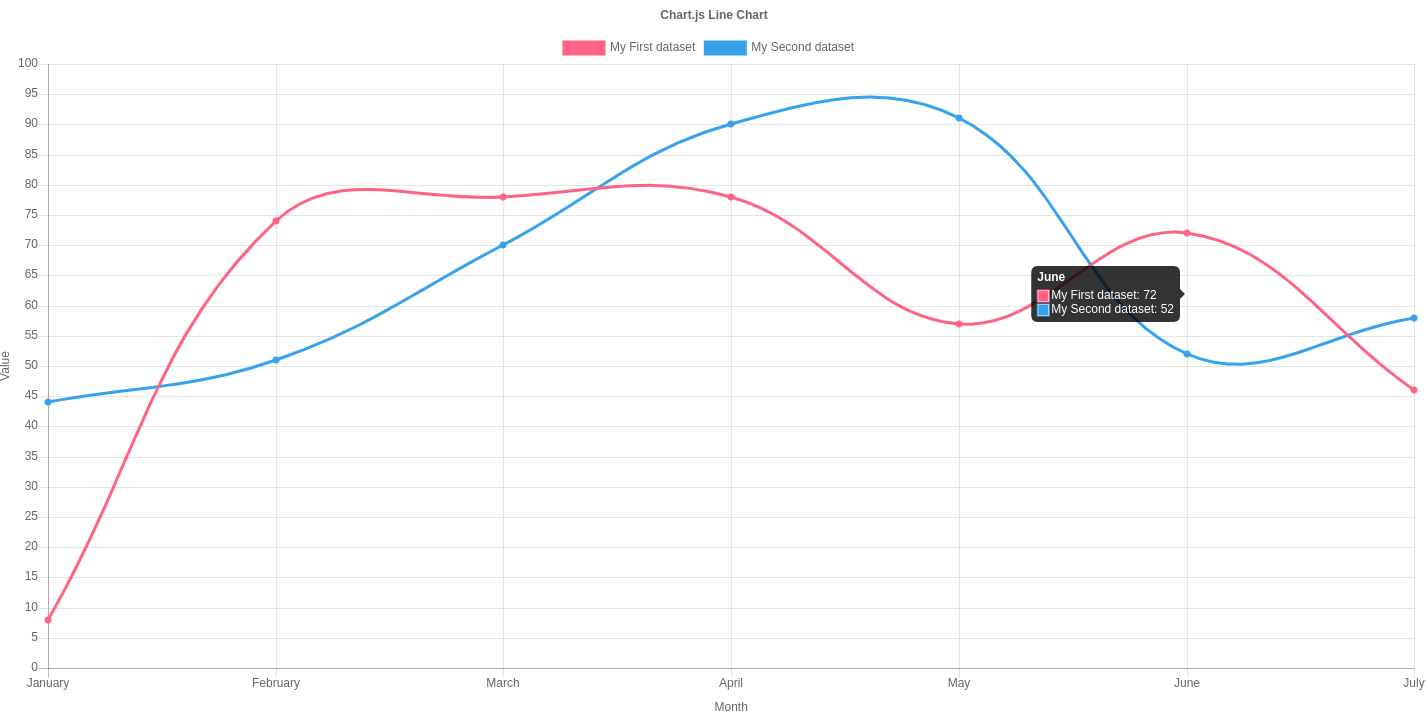 Chart.js Line Chart
My First dataset My Second dataset
100
95
90
85
80
75
70
65
60
55
50
45
40
35
30
25
20
15
10
5
0
Value
June
My First dataset: 72
My Second dataset: 52
January February March April May June July
Month